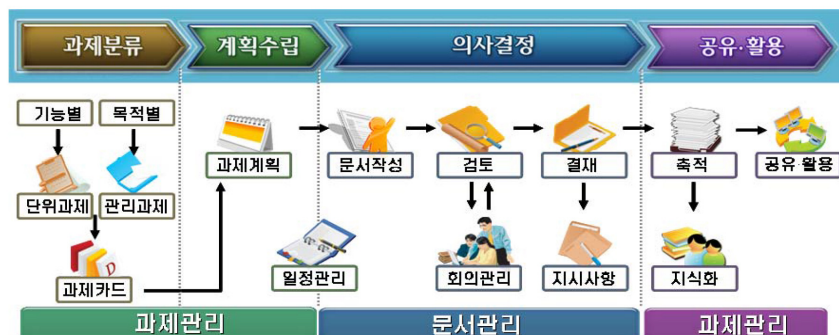 과제분류
계획수립
의사결정
공유·활용
기능별
목적별
단위과제
관리과제
과제카드
과제계획
일정관리
문서작성
검토
결재
회의관리
지시사항
축적
공유·활용
지식화
과제관리
문서관리
과제관리